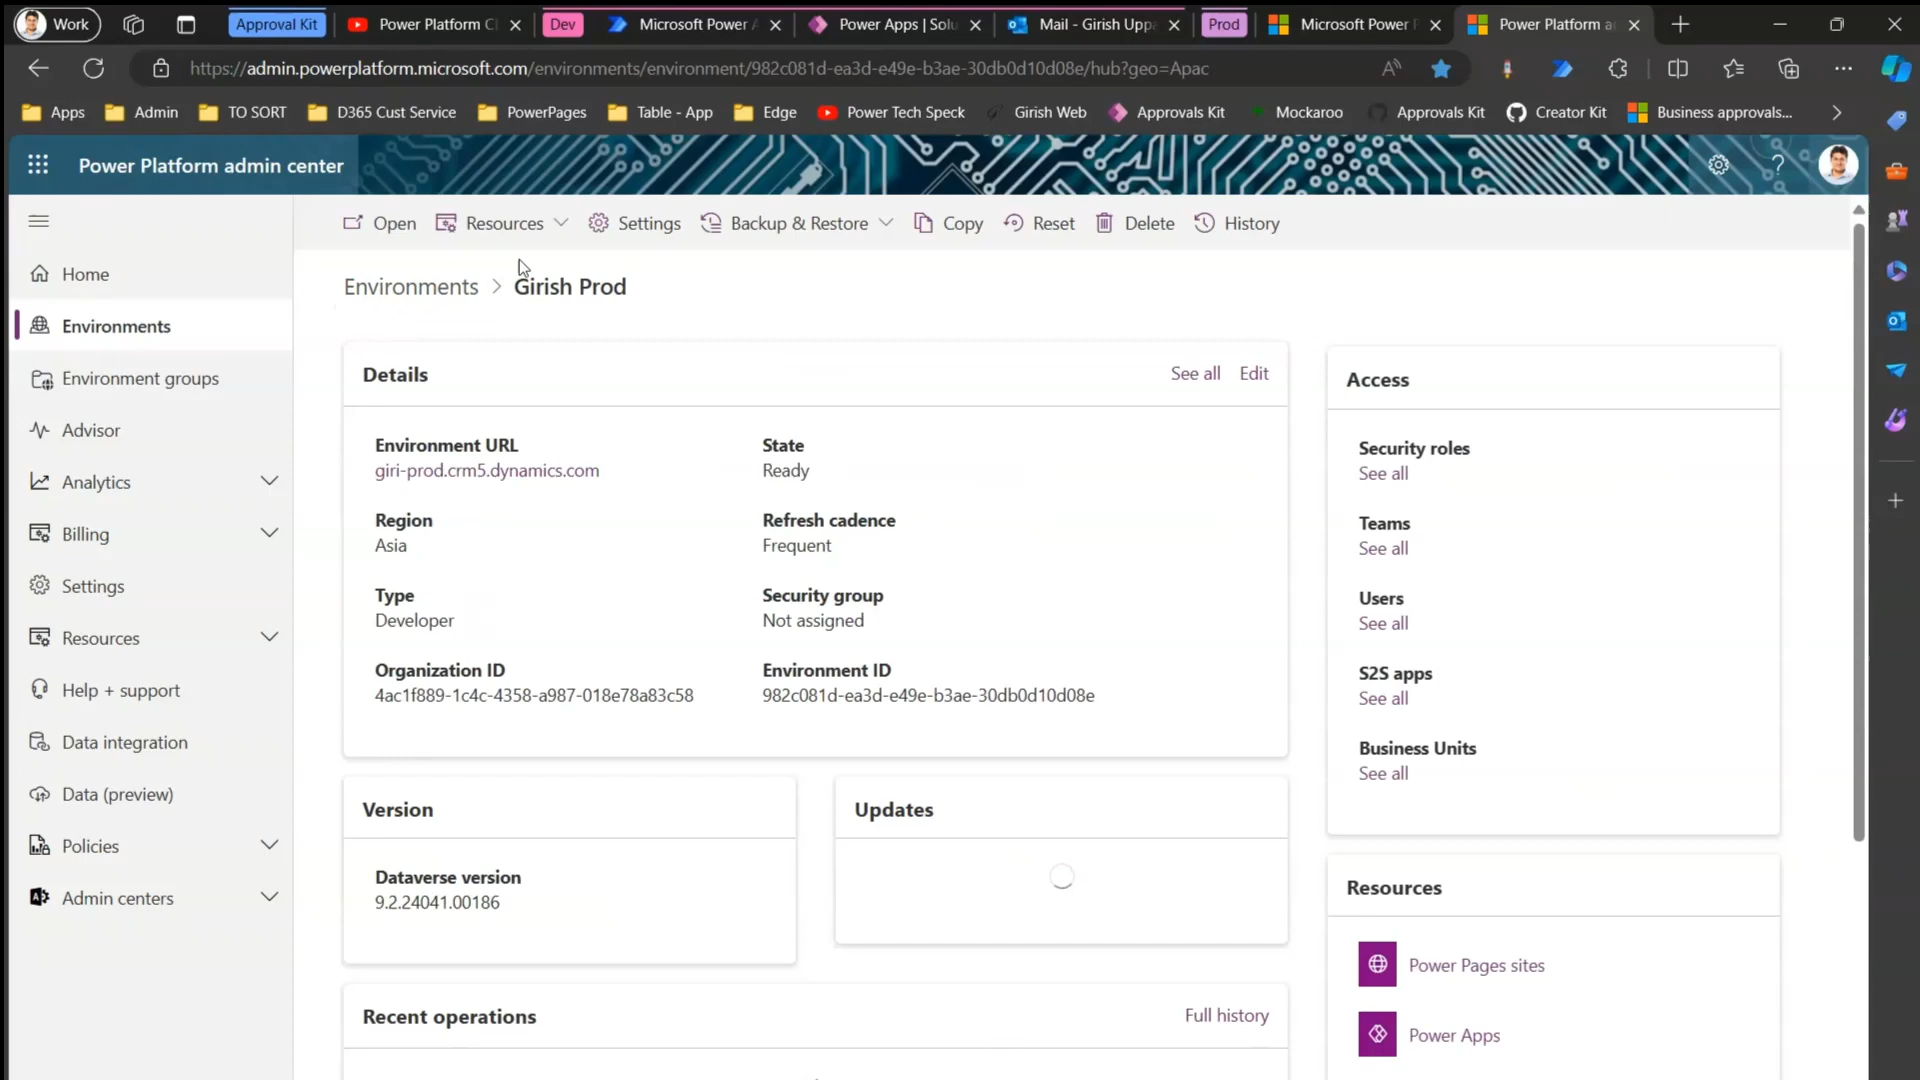 Work
Approval Kit
Power Platform C
Dev
Microsoft Power A
Power Apps | Solu
Mail - Girish Uppa
Prod
Microsoft Power P
Power Platform a
https://admin.powerplatform.microsoft.com/environments/environment/982c081d-ea3d-e49e-b3ae-30db0d10d08e/hub?geo=Apac
Apps
Admin
TO SORT
D365 Cust Service
PowerPages
Table - App
Edge
Power Tech Speck
Girish Web
Approvals Kit
Mockaroo
Approvals Kit
Creator Kit
Business approvals...
Power Platform admin center
Open
Resources
Settings
Backup & Restore
Copy
Reset
Delete
History
Home
Environments
Environment groups
Advisor
Analytics
Billing
Settings
Resources
Help + support
Data integration
Data (preview)
Policies
Admin centers
Environments > Girish Prod
Details
See all
Edit
Environment URL
giri-prod.crm5.dynamics.com
State
Ready
Region
Asia
Refresh cadence
Frequent
Type
Developer
Security group
Not assigned
Organization ID
4ac1f889-1c4c-4358-a987-018e78a83c58
Environment ID
982c081d-ea3d-e49e-b3ae-30db0d10d08e
Version
Dataverse version
9.2.24041.00186
Updates
Recent operations
Full history
Access
Security roles
See all
Teams
See all
Users
See all
S2S apps
See all
Business Units
See all
Resources
Power Pages sites
Power Apps